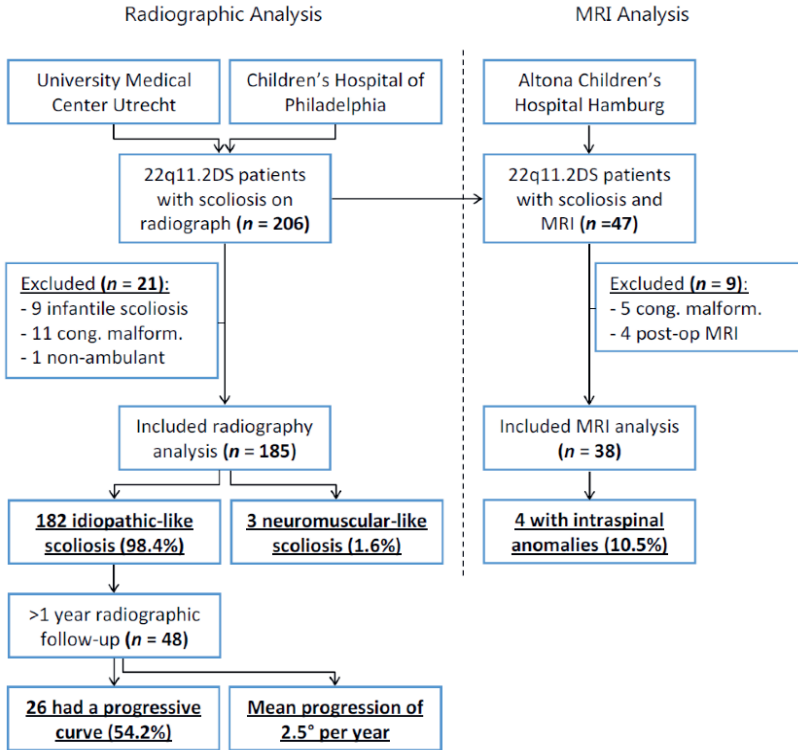 Radiographic Analysis
MRI Analysis
University Medical
Center Utrecht
Children's Hospital of
Philadelphia
Altona Children's
Hospital Hamburg
22q11.2DS patients
with scoliosis on
radiograph (n = 206)
22q11.2DS patients
with scoliosis and
MRI (n =47)
Excluded (n = 21):
- 9 infantile scoliosis
- 11 cong. malform.
- 1 non-ambulant
Excluded (n = 9):
- 5 cong. malform.
- 4 post-op MRI
Included radiography
analysis (n = 185)
Included MRI analysis
(n = 38)
182 idiopathic-like
scoliosis (98.4%)
3 neuromuscular-like
scoliosis (1.6%)
4 with intraspinal
anomalies (10.5%)
>1 year radiographic
follow-up (n = 48)
26 had a progressive
curve (54.2%)
Mean progression of
2.5° per year